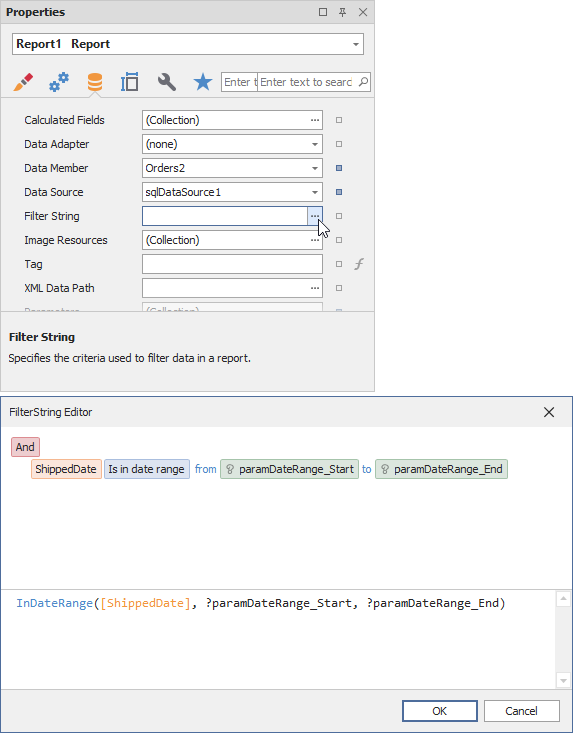 Properties
Report1 Report
Enter t Enter text to searc
Calculated Fields (Collection) ...
Data Adapter (none)
Data Member Orders2
Data Source sqlDataSource1
Filter String ...
Image Resources (Collection) ...
Tag f
XML Data Path ...
Parameters (Collection)
Filter String
Specifies the criteria used to filter data in a report.
FilterString Editor
And
ShippedDate Is in date range from ? paramDateRange_Start to ? paramDateRange_End
InDateRange([ShippedDate], ?paramDateRange_Start, ?paramDateRange_End)
OK Cancel